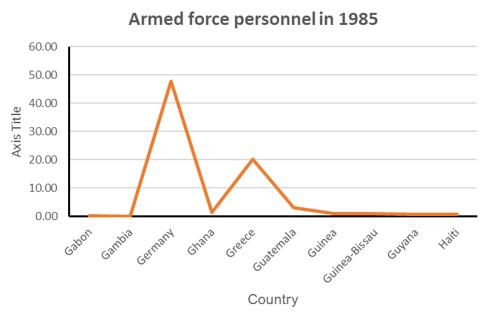 Armed force personnel in 1985
60.00
50.00
40.00
30.00
20.00
10.00
0.00
Axis Title
Gabon
Gambia
Germany
Ghana
Greece
Guatemala
Guinea
Guinea-Bissau
Guyana
Haiti
Country